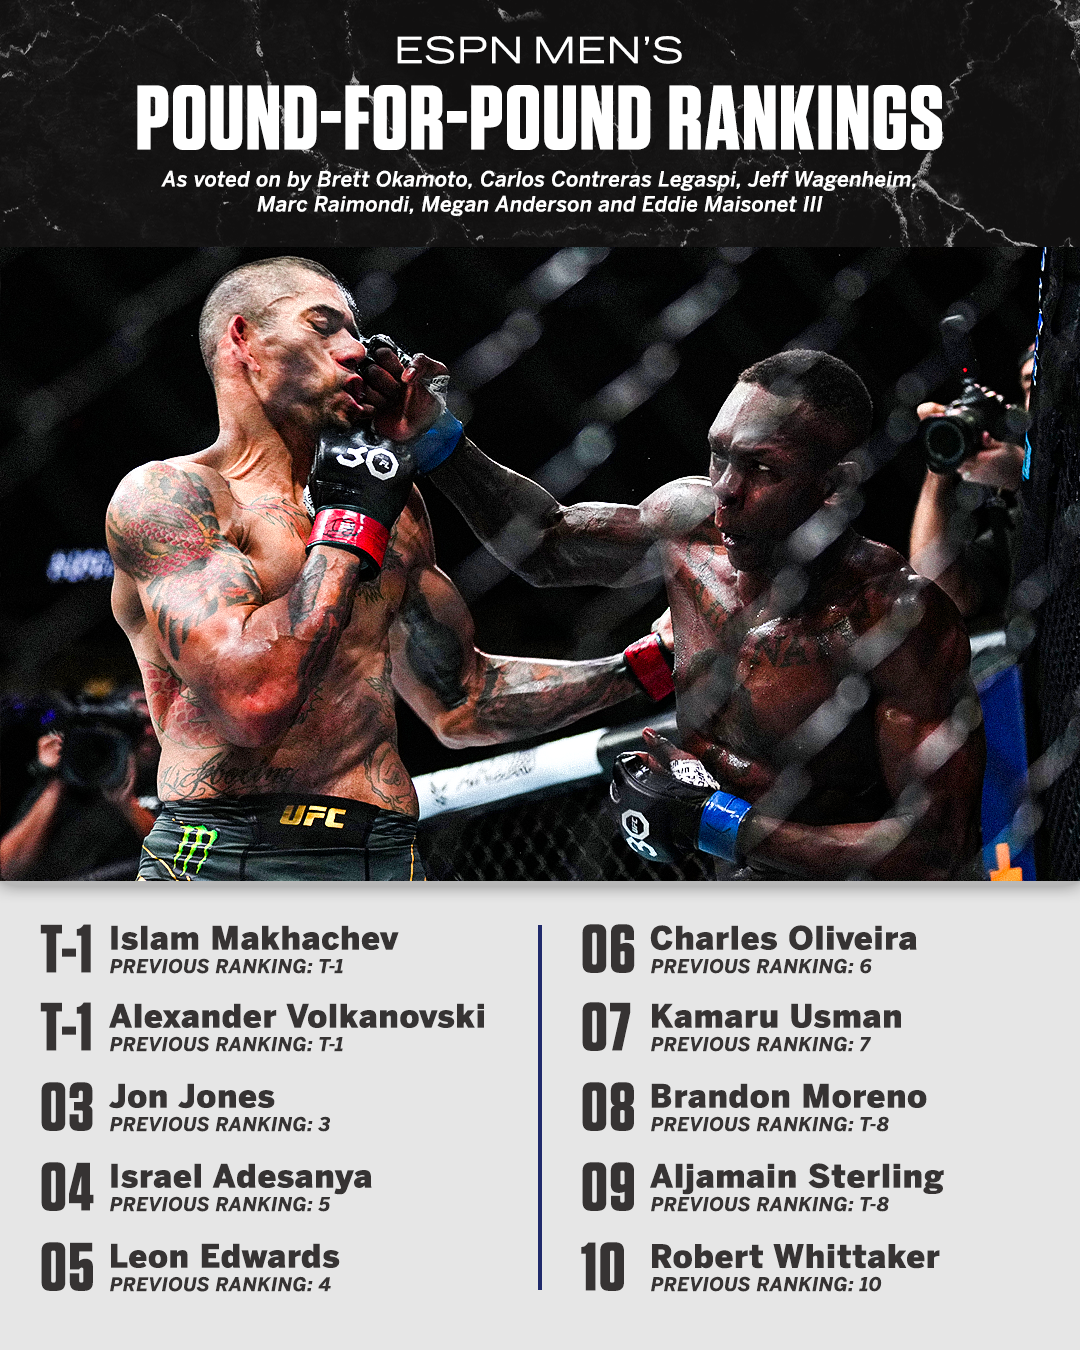 ESPN MEN'S
POUND-FOR-POUND RANKINGS
As voted on by Brett Okamoto, Carlos Contreras Legaspi, Jeff Wagenheim,
Marc Raimondi, Megan Anderson and Eddie Maisonet III
30
UFC
30
T-1 Islam Makhachev
PREVIOUS RANKING: T-1
T-1 Alexander Volkanovski
PREVIOUS RANKING: T-1
03 Jon Jones
PREVIOUS RANKING: 3
04 Israel Adesanya
PREVIOUS RANKING: 5
05 Leon Edwards
PREVIOUS RANKING: 4
06 Charles Oliveira
PREVIOUS RANKING: 6
07 Kamaru Usman
PREVIOUS RANKING: 7
08 Brandon Moreno
PREVIOUS RANKING: T-8
09 Aljamain Sterling
PREVIOUS RANKING: T-8
10 Robert Whittaker
PREVIOUS RANKING: 10